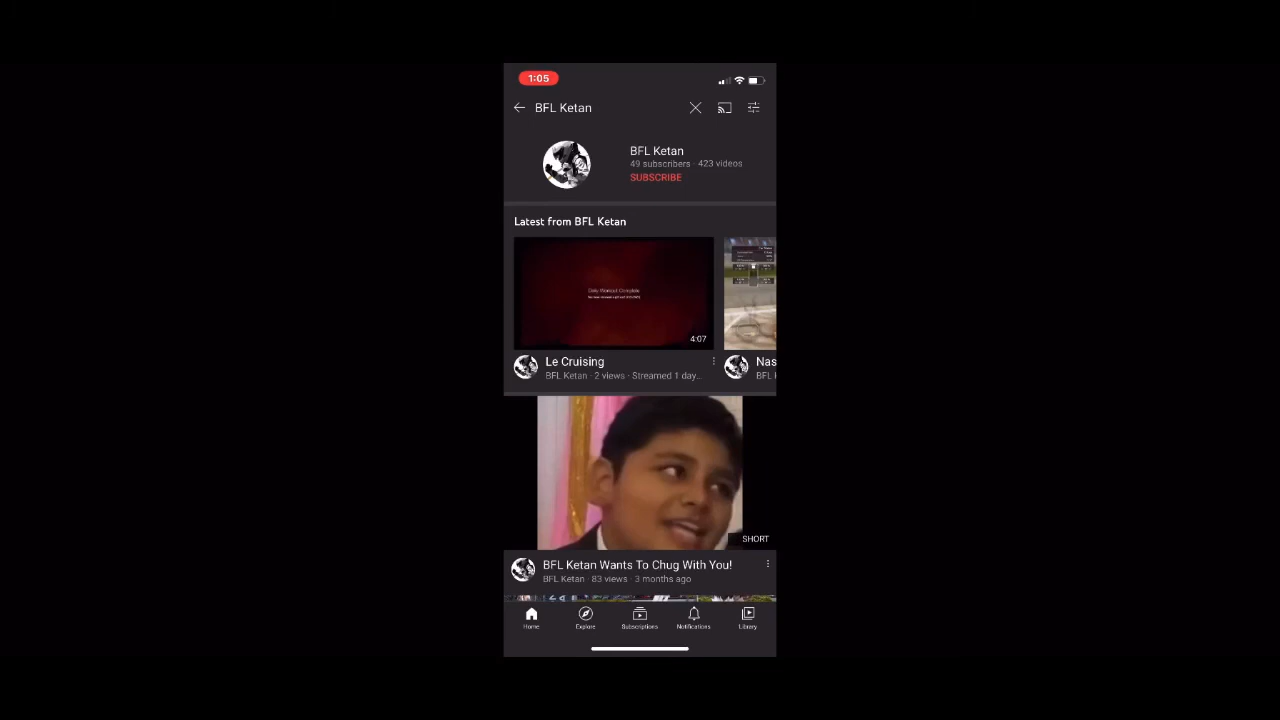 1:05
BFL Ketan
BFL Ketan
49 subscribers · 423 videos
SUBSCRIBE
Latest from BFL Ketan
4:07
Le Cruising
BFL Ketan · 2 views · Streamed 1 day...
Nas
BFL
SHORT
BFL Ketan Wants To Chug With You!
BFL Ketan · 83 views · 3 months ago
Home
Explore
Subscriptions
Notifications
Library